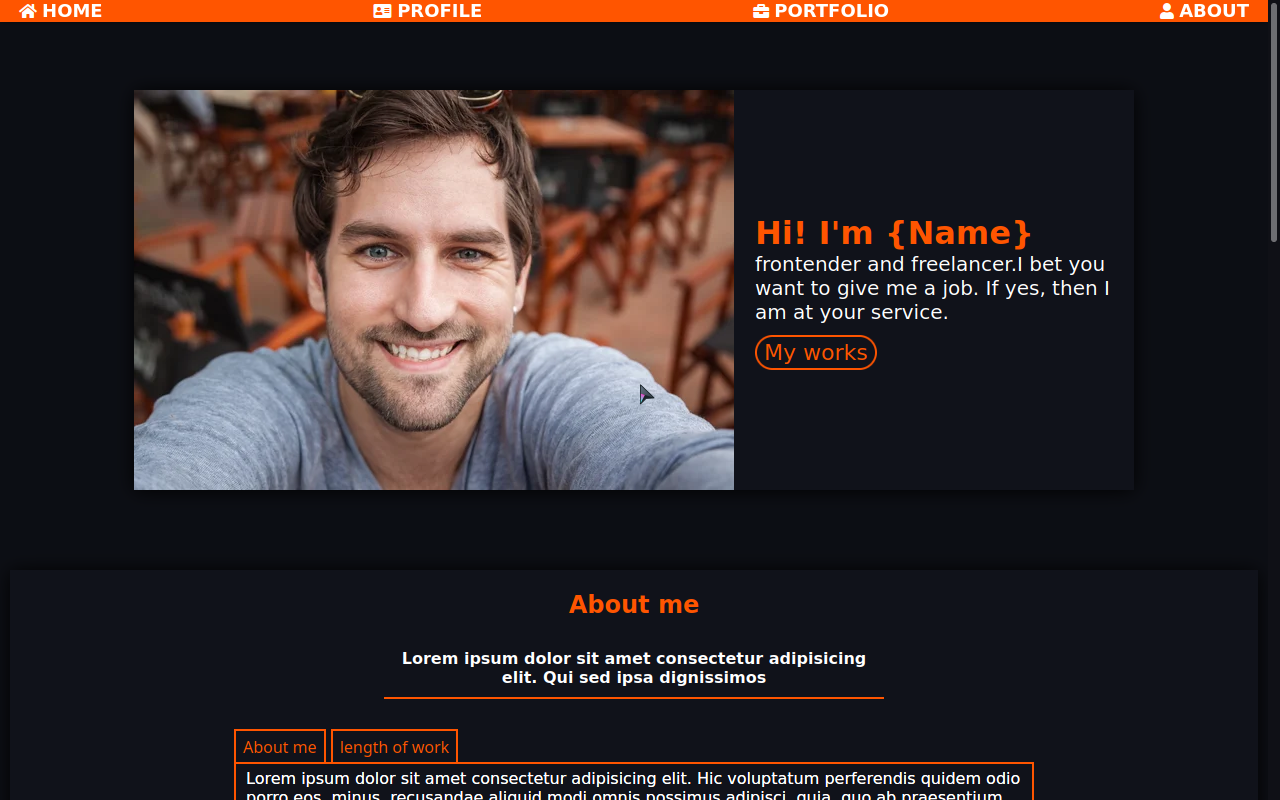 HOME PROFILE PORTFOLIO ABOUT
Hi! I'm {Name}
frontender and freelancer.I bet you
want to give me a job. If yes, then I
am at your service.
My works
About me
Lorem ipsum dolor sit amet consectetur adipisicing
elit. Qui sed ipsa dignissimos
About me length of work
Lorem ipsum dolor sit amet consectetur adipisicing elit. Hic voluptatum perferendis quidem odio
porro eos, minus, recusandae aliquid modi omnis possimus adipisci, quia, quo ab praesentium